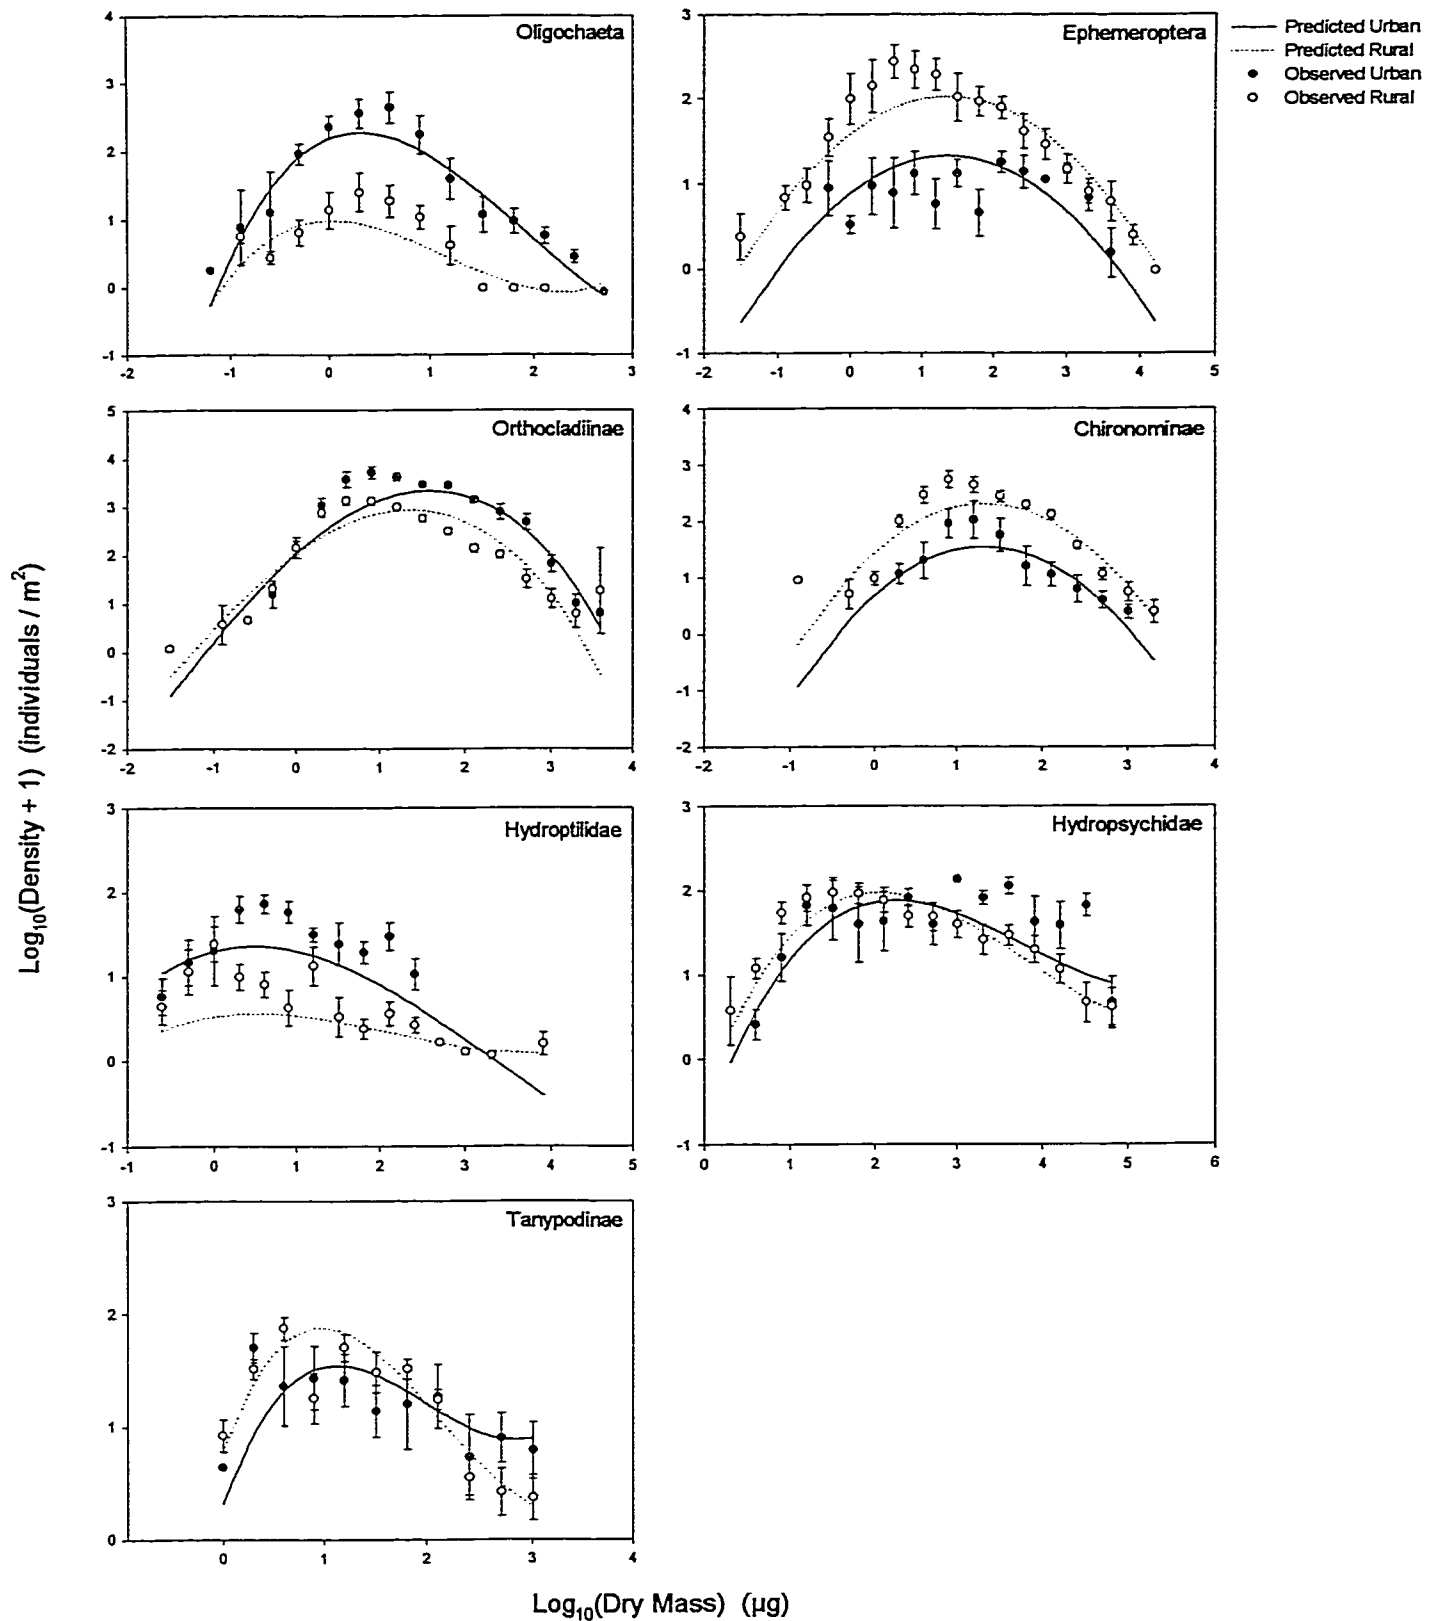 Oligochaeta
4
3
2
1
0
-1
-2 -1 0 1 2 3
Ephemeroptera
3
2
1
0
-1
-2 -1 0 1 2 3 4 5
Predicted Urban
Predicted Rural
Observed Urban
Observed Rural
Orthocladiinae
5
4
3
2
1
0
-1
-2
-2 -1 0 1 2 3 4
Chironominae
4
3
2
1
0
-1
-2
-2 -1 0 1 2 3 4
Log10(Density + 1) (individuals / m²)
Hydroptilidae
3
2
1
0
-1
-1 0 1 2 3 4 5
Hydropsychidae
3
2
1
0
-1
0 1 2 3 4 5 6
Tanypodinae
3
2
1
0
0 1 2 3 4
Log10(Dry Mass) (µg)